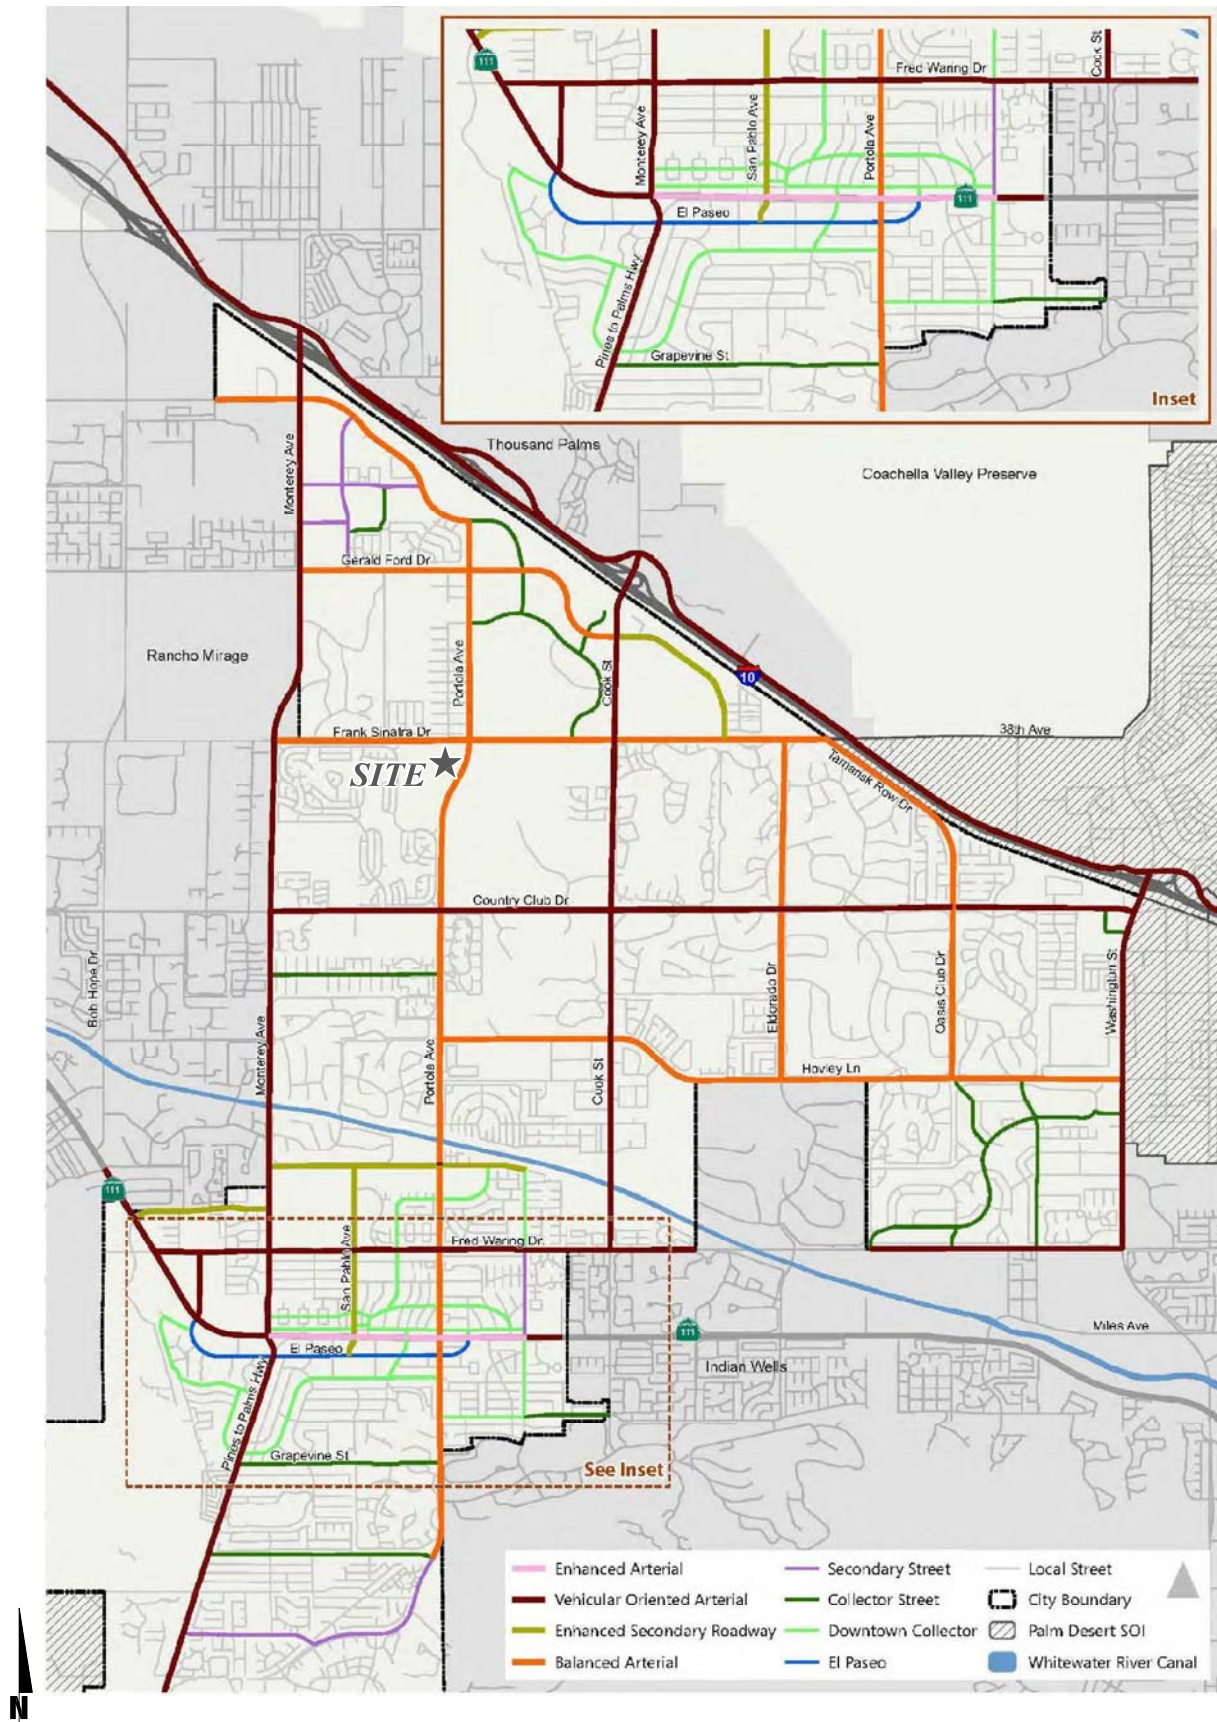 111
Cook St
Fred Waring Dr
Monterey Ave
San Pablo Ave
Portola Ave
111
El Paseo
Pines to Palms Hwy
Grapevine St
Inset
Thousand Palms
Coachella Valley Preserve
Monterey Ave
Gerald Ford Dr
Rancho Mirage
Portola Ave
Cook St
10
Frank Sinatra Dr
38th Ave
SITE
Tamarisk Row Dr
Country Club Dr
Bob Hope Dr
Eldorado Dr
Oasis Club Dr
Washington St
Monterey Ave
Portola Ave
Cook St
Hovley Ln
111
San Pablo Ave
Fred Waring Dr.
111
Miles Ave
El Paseo
Indian Wells
Pines to Palms Hwy
Grapevine St
See Inset
Enhanced Arterial
Secondary Street
Local Street
Vehicular Oriented Arterial
Collector Street
City Boundary
Enhanced Secondary Roadway
Downtown Collector
Palm Desert SOI
Balanced Arterial
El Paseo
Whitewater River Canal
N